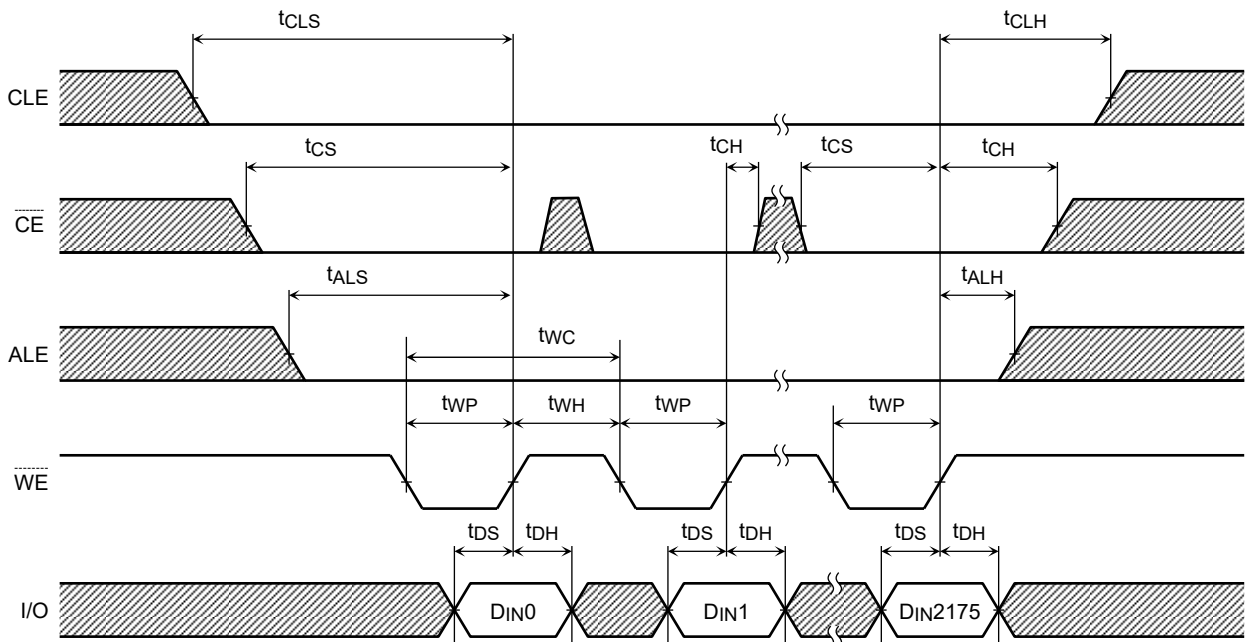 tCLS
tCLH
CLE
tCS
tCH
tCS
tCH
CE
tALS
tALH
ALE
tWC
tWP
tWH
tWP
tWP
WE
tDS
tDH
tDS
tDH
tDS
tDH
I/O
DIN0
DIN1
DIN2175